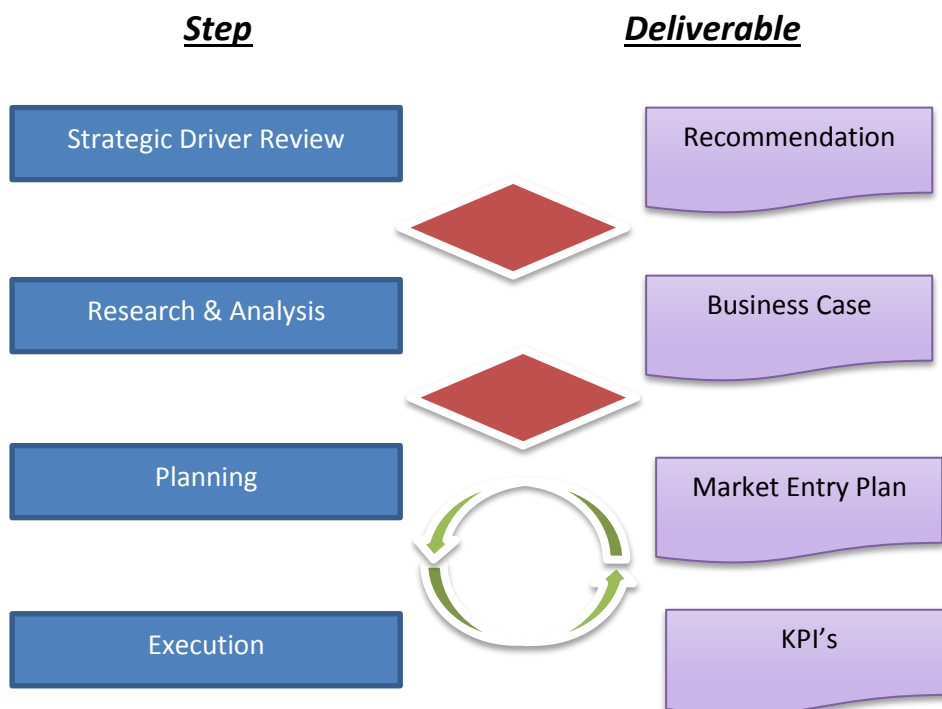 Step
Deliverable
Strategic Driver Review
Recommendation
Research & Analysis
Business Case
Planning
Market Entry Plan
Execution
KPI’s